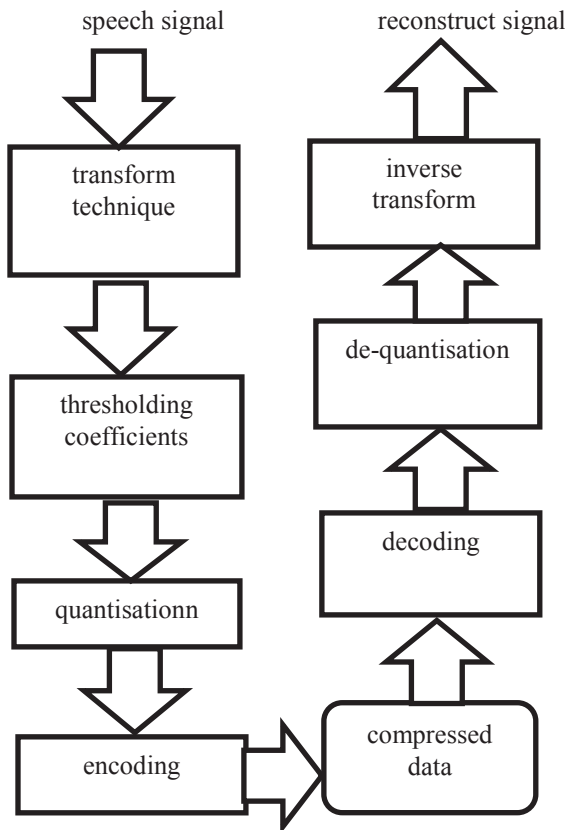 speech signal
transform
technique
thresholding
coefficients
quantisationn
encoding
compressed
data
decoding
de-quantisation
inverse
transform
reconstruct signal